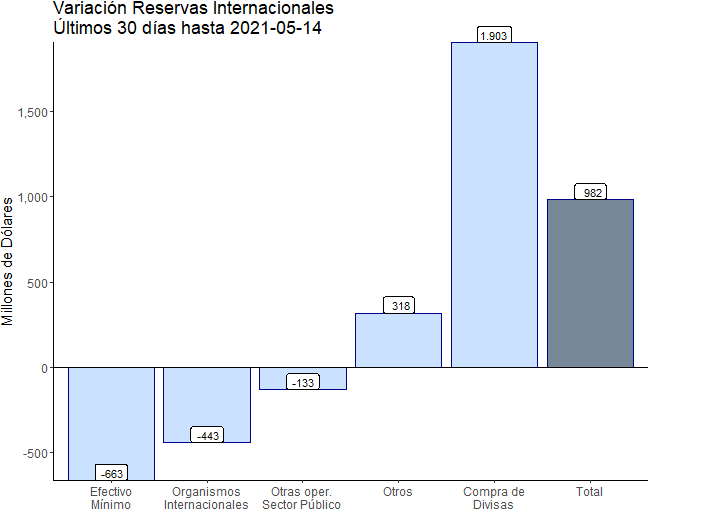 Variación Reservas Internacionales
Últimos 30 días hasta 2021-05-14
Millones de Dólares
1,500
1,000
500
0
-500
-663
-443
-133
318
1.903
982
Efectivo
Mínimo
Organismos
Internacionales
Otras oper.
Sector Público
Otros
Compra de
Divisas
Total